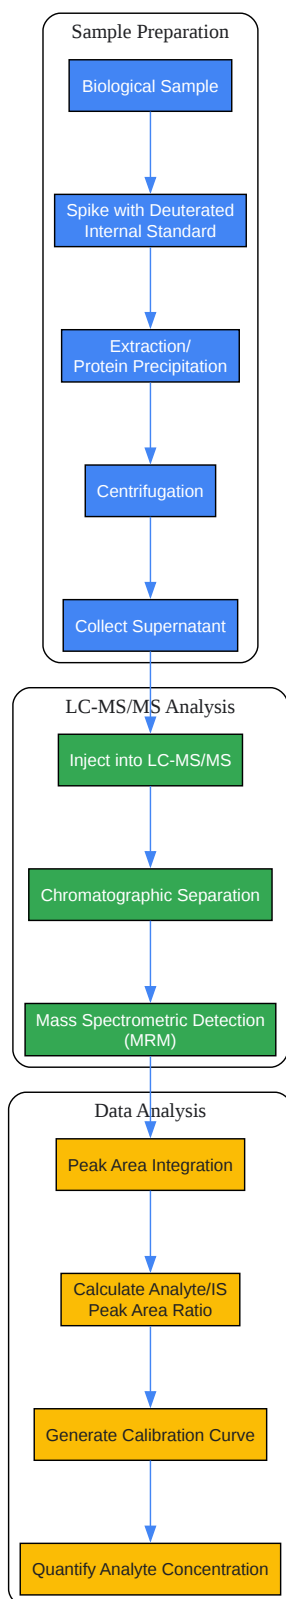 Sample Preparation
Biological Sample
Spike with Deuterated
Internal Standard
Extraction/
Protein Precipitation
Centrifugation
Collect Supernatant
LC-MS/MS Analysis
Inject into LC-MS/MS
Chromatographic Separation
Mass Spectrometric Detection
(MRM)
Data Analysis
Peak Area Integration
Calculate Analyte/IS
Peak Area Ratio
Generate Calibration Curve
Quantify Analyte Concentration